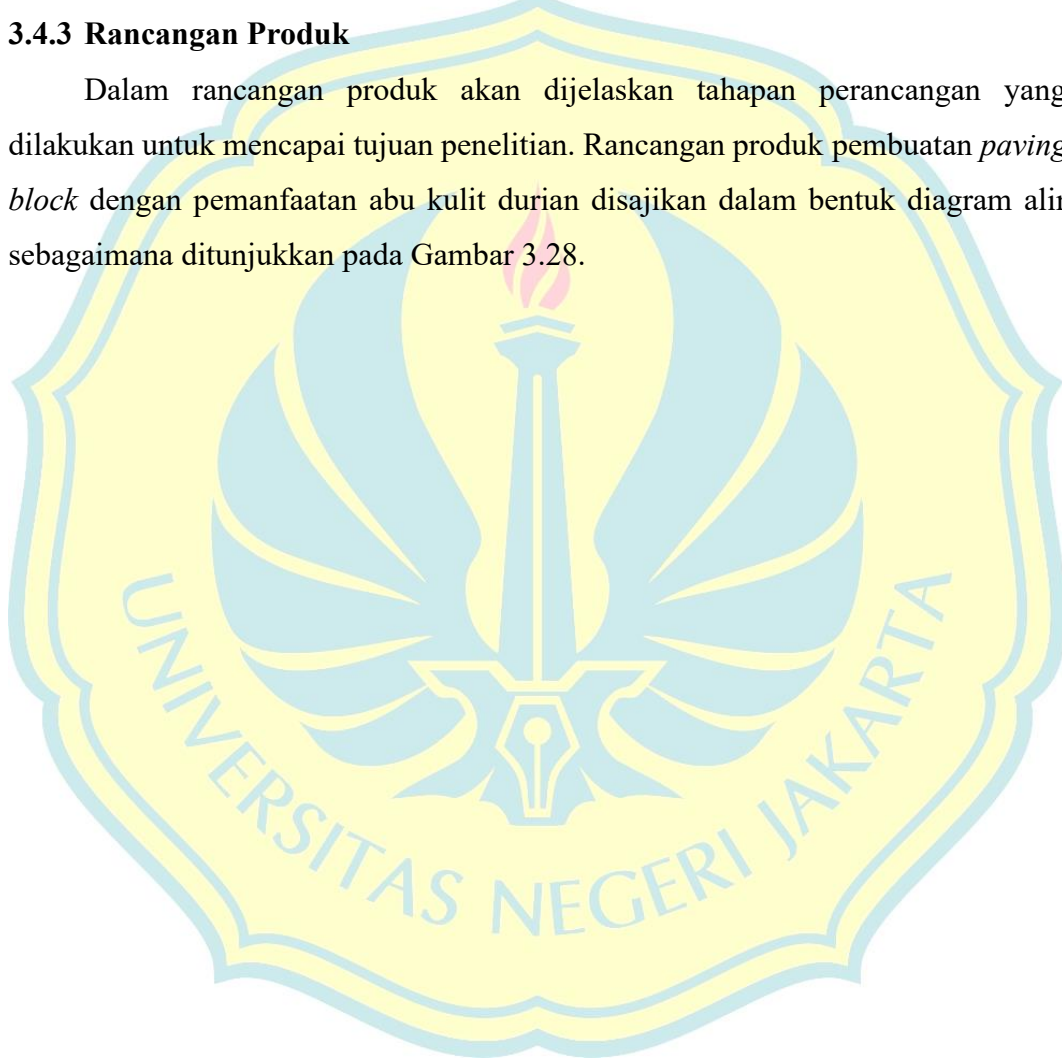 3.4.3 Rancangan Produk
Dalam rancangan produk akan dijelaskan tahapan perancangan yang
dilakukan untuk mencapai tujuan penelitian. Rancangan produk pembuatan paving
block dengan pemanfaatan abu kulit durian disajikan dalam bentuk diagram alir
sebagaimana ditunjukkan pada Gambar 3.28.
UNIVERSITAS NEGERI JAKARTA